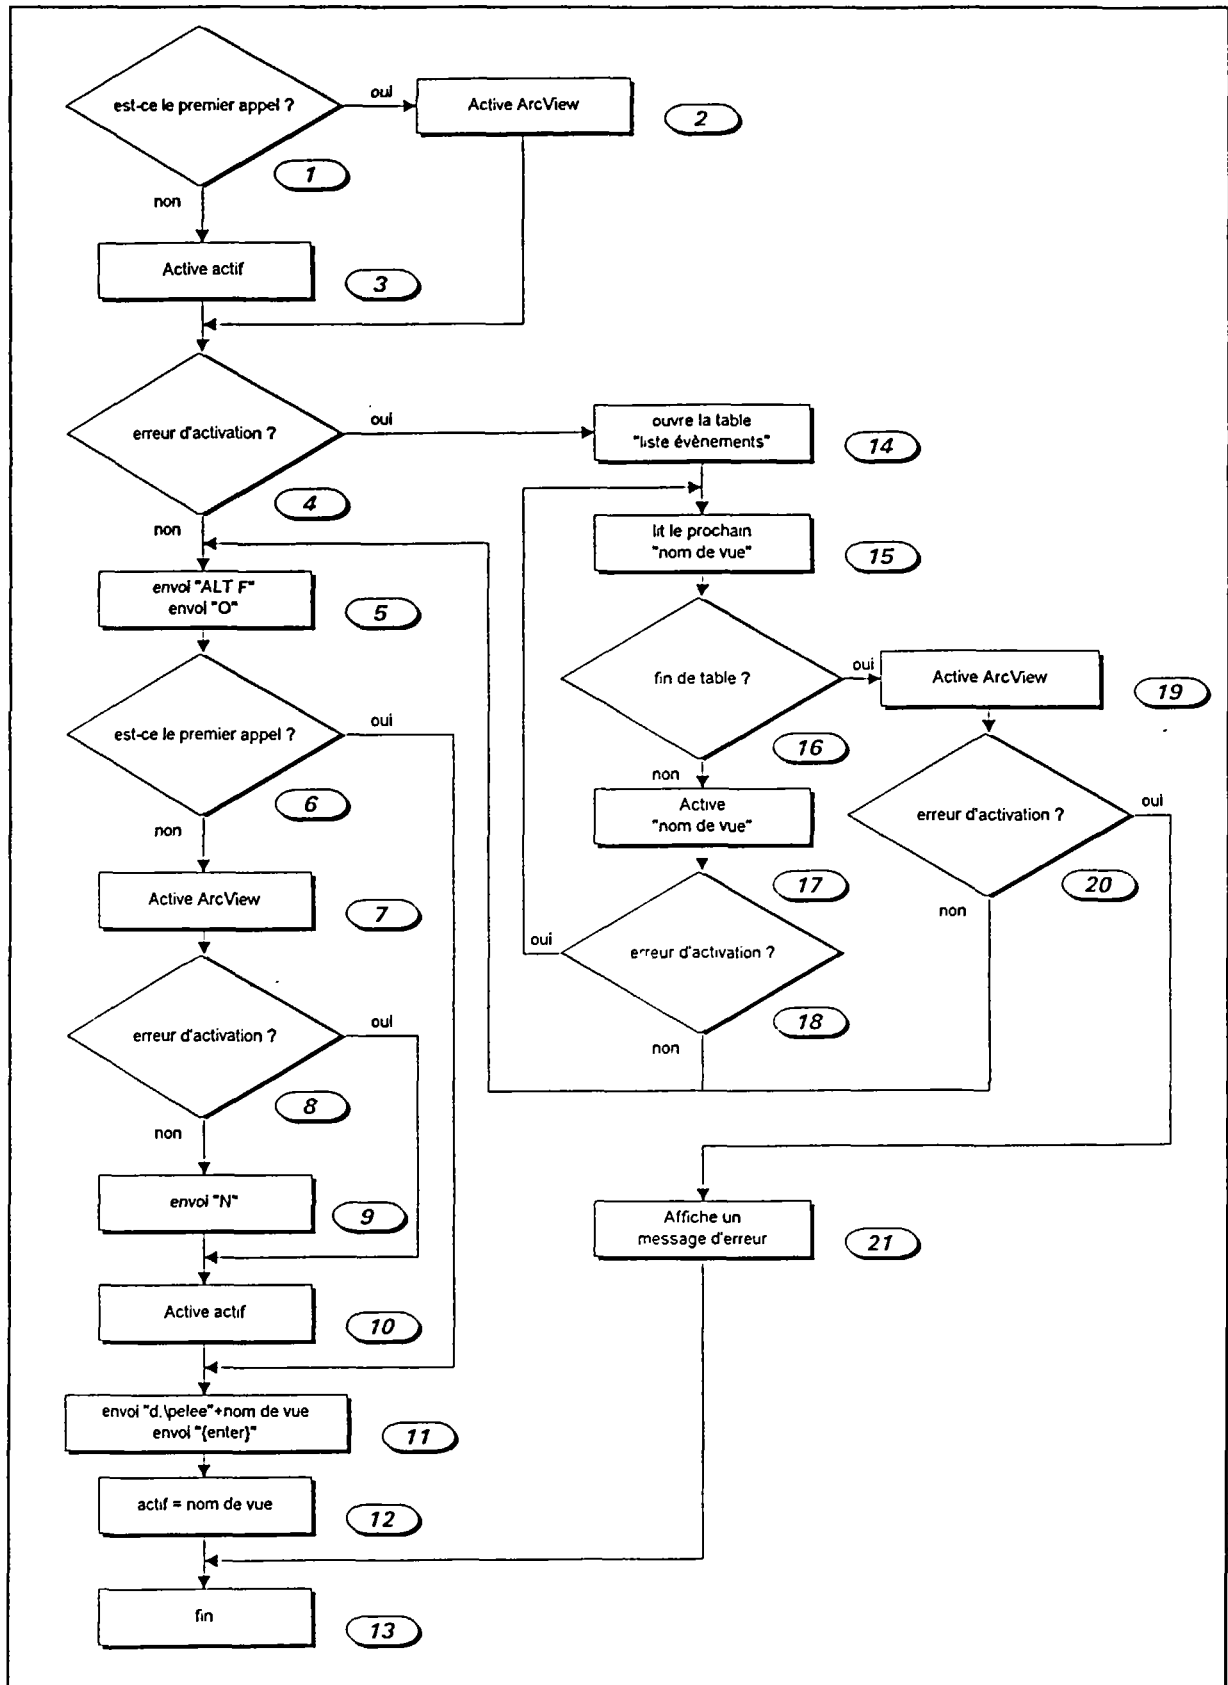 est-ce le premier appel ?
oui
Active ArcView
2
1
non
Active actif
3
erreur d'activation ?
oui
ouvre la table
"liste évènements"
14
4
non
lit le prochain
"nom de vue"
15
envoi "ALT F"
envoi "O"
5
fin de table ?
oui
Active ArcView
19
est-ce le premier appel ?
oui
16
non
6
non
Active
"nom de vue"
erreur d'activation ?
oui
17
20
non
Active ArcView
7
oui
erreur d'activation ?
18
non
erreur d'activation ?
oui
8
non
envoi "N"
9
Affiche un
message d'erreur
21
Active actif
10
envoi "d.\pelee"+nom de vue
envoi "{enter}"
11
actif = nom de vue
12
fin
13